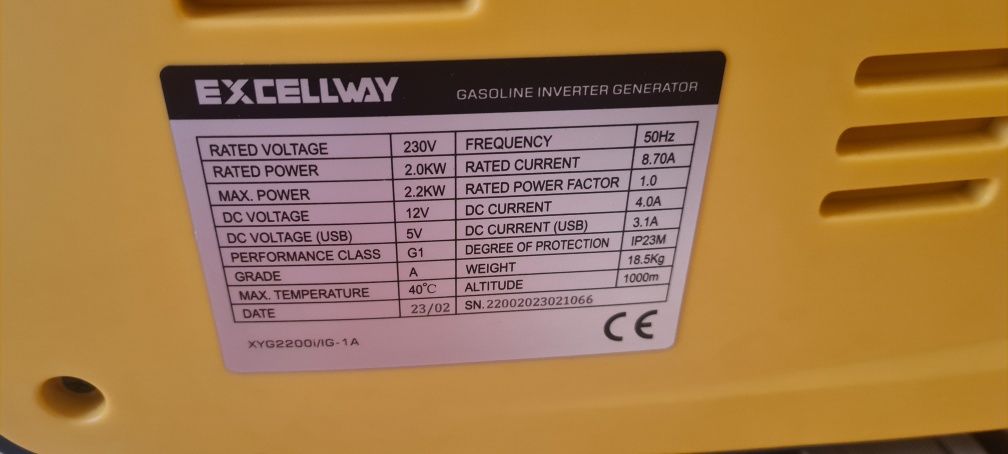 EXCELLWAY GASOLINE INVERTER GENERATOR
RATED VOLTAGE 230V FREQUENCY 50Hz
RATED POWER 2.0KW RATED CURRENT 8.70A
MAX. POWER 2.2KW RATED POWER FACTOR 1.0
DC VOLTAGE 12V DC CURRENT 4.0A
DC VOLTAGE (USB) 5V DC CURRENT (USB) 3.1A
PERFORMANCE CLASS G1 DEGREE OF PROTECTION IP23M
GRADE A WEIGHT 18.5Kg
MAX. TEMPERATURE 40℃ ALTITUDE 1000m
DATE 23/02 SN.22002023021066
XYG2200i/IG-1A CE